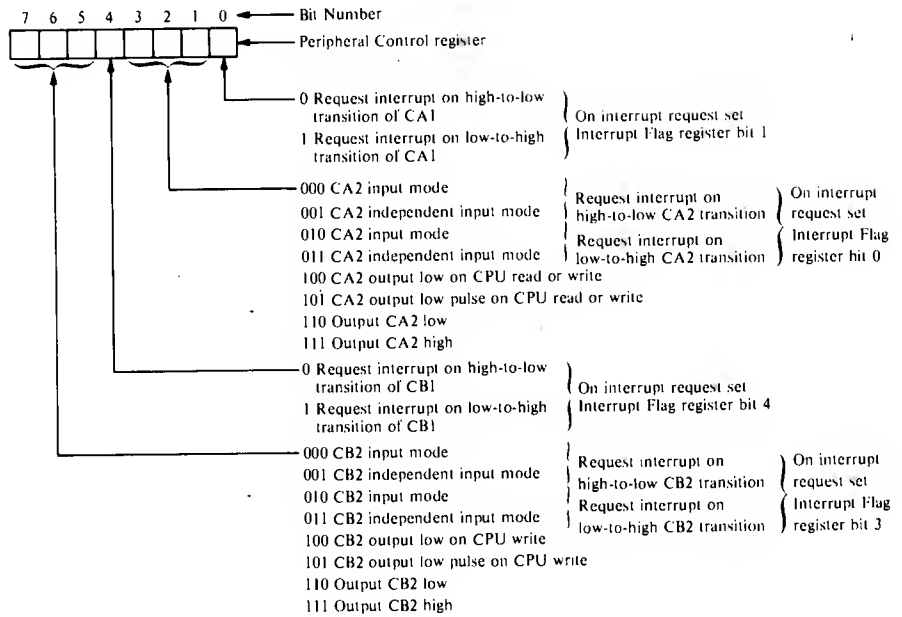 7 6 5 4 3 2 1 0 Bit Number
Peripheral Control register
0 Request interrupt on high-to-low
transition of CA1
1 Request interrupt on low-to-high
transition of CA1
On interrupt request set
Interrupt Flag register bit 1
000 CA2 input mode
001 CA2 independent input mode
010 CA2 input mode
011 CA2 independent input mode
Request interrupt on
high-to-low CA2 transition
Request interrupt on
low-to-high CA2 transition
On interrupt
request set
Interrupt Flag
register bit 0
100 CA2 output low on CPU read or write
101 CA2 output low pulse on CPU read or write
110 Output CA2 low
111 Output CA2 high
0 Request interrupt on high-to-low
transition of CB1
1 Request interrupt on low-to-high
transition of CB1
On interrupt request set
Interrupt Flag register bit 4
000 CB2 input mode
001 CB2 independent input mode
010 CB2 input mode
011 CB2 independent input mode
Request interrupt on
high-to-low CB2 transition
Request interrupt on
low-to-high CB2 transition
On interrupt
request set
Interrupt Flag
register bit 3
100 CB2 output low on CPU write
101 CB2 output low pulse on CPU write
110 Output CB2 low
111 Output CB2 high